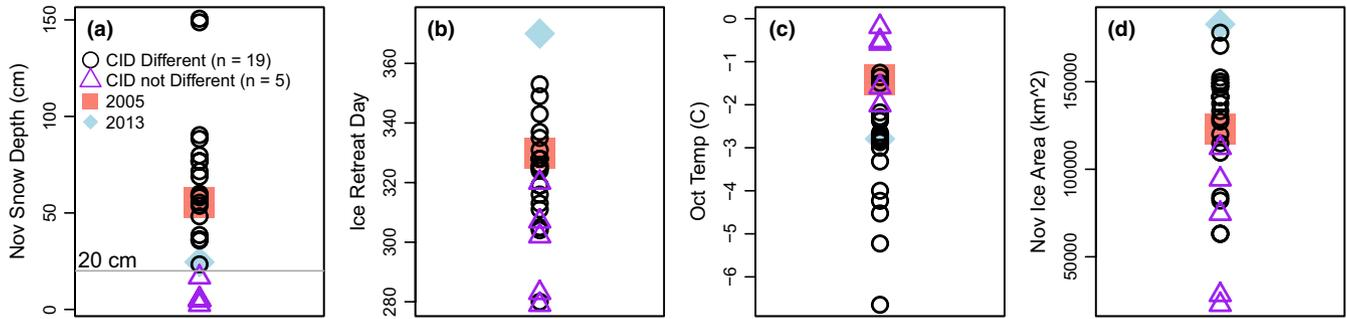 (a)
CID Different (n = 19)
CID not Different (n = 5)
2005
2013
20 cm
Nov Snow Depth (cm)
0
50
100
150
(b)
Ice Retreat Day
280
300
320
340
360
(c)
Oct Temp (C)
0
−1
−2
−3
−4
−5
−6
(d)
Nov Ice Area (km^2)
50000
100000
150000